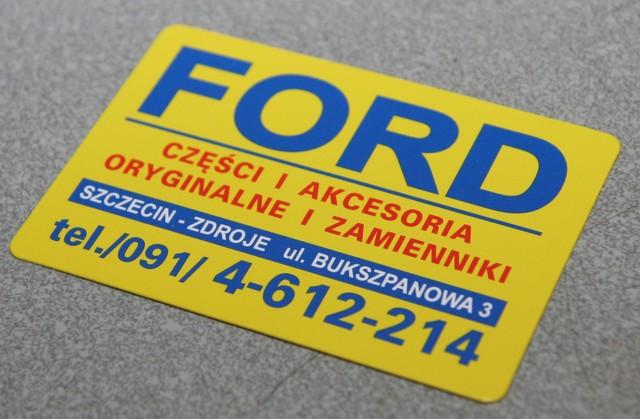 FORD
CZĘŚCI I AKCESORIA
ORYGINALNE I ZAMIENNIKI
SZCZECIN - ZDROJE ul. BUKSZPANOWA 3
tel./091/ 4-612-214